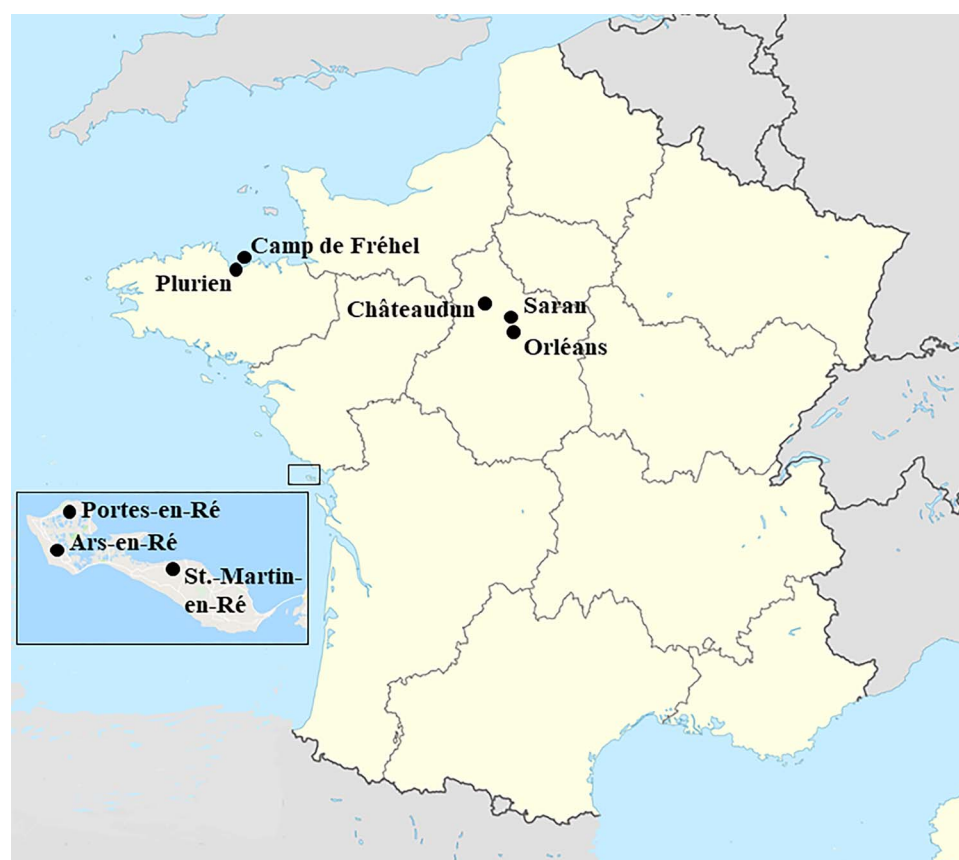 Camp de Fréhel
Plurien
Châteaudun
Saran
Orléans
Portes-en-Ré
Ars-en-Ré
St.-Martin-
en-Ré